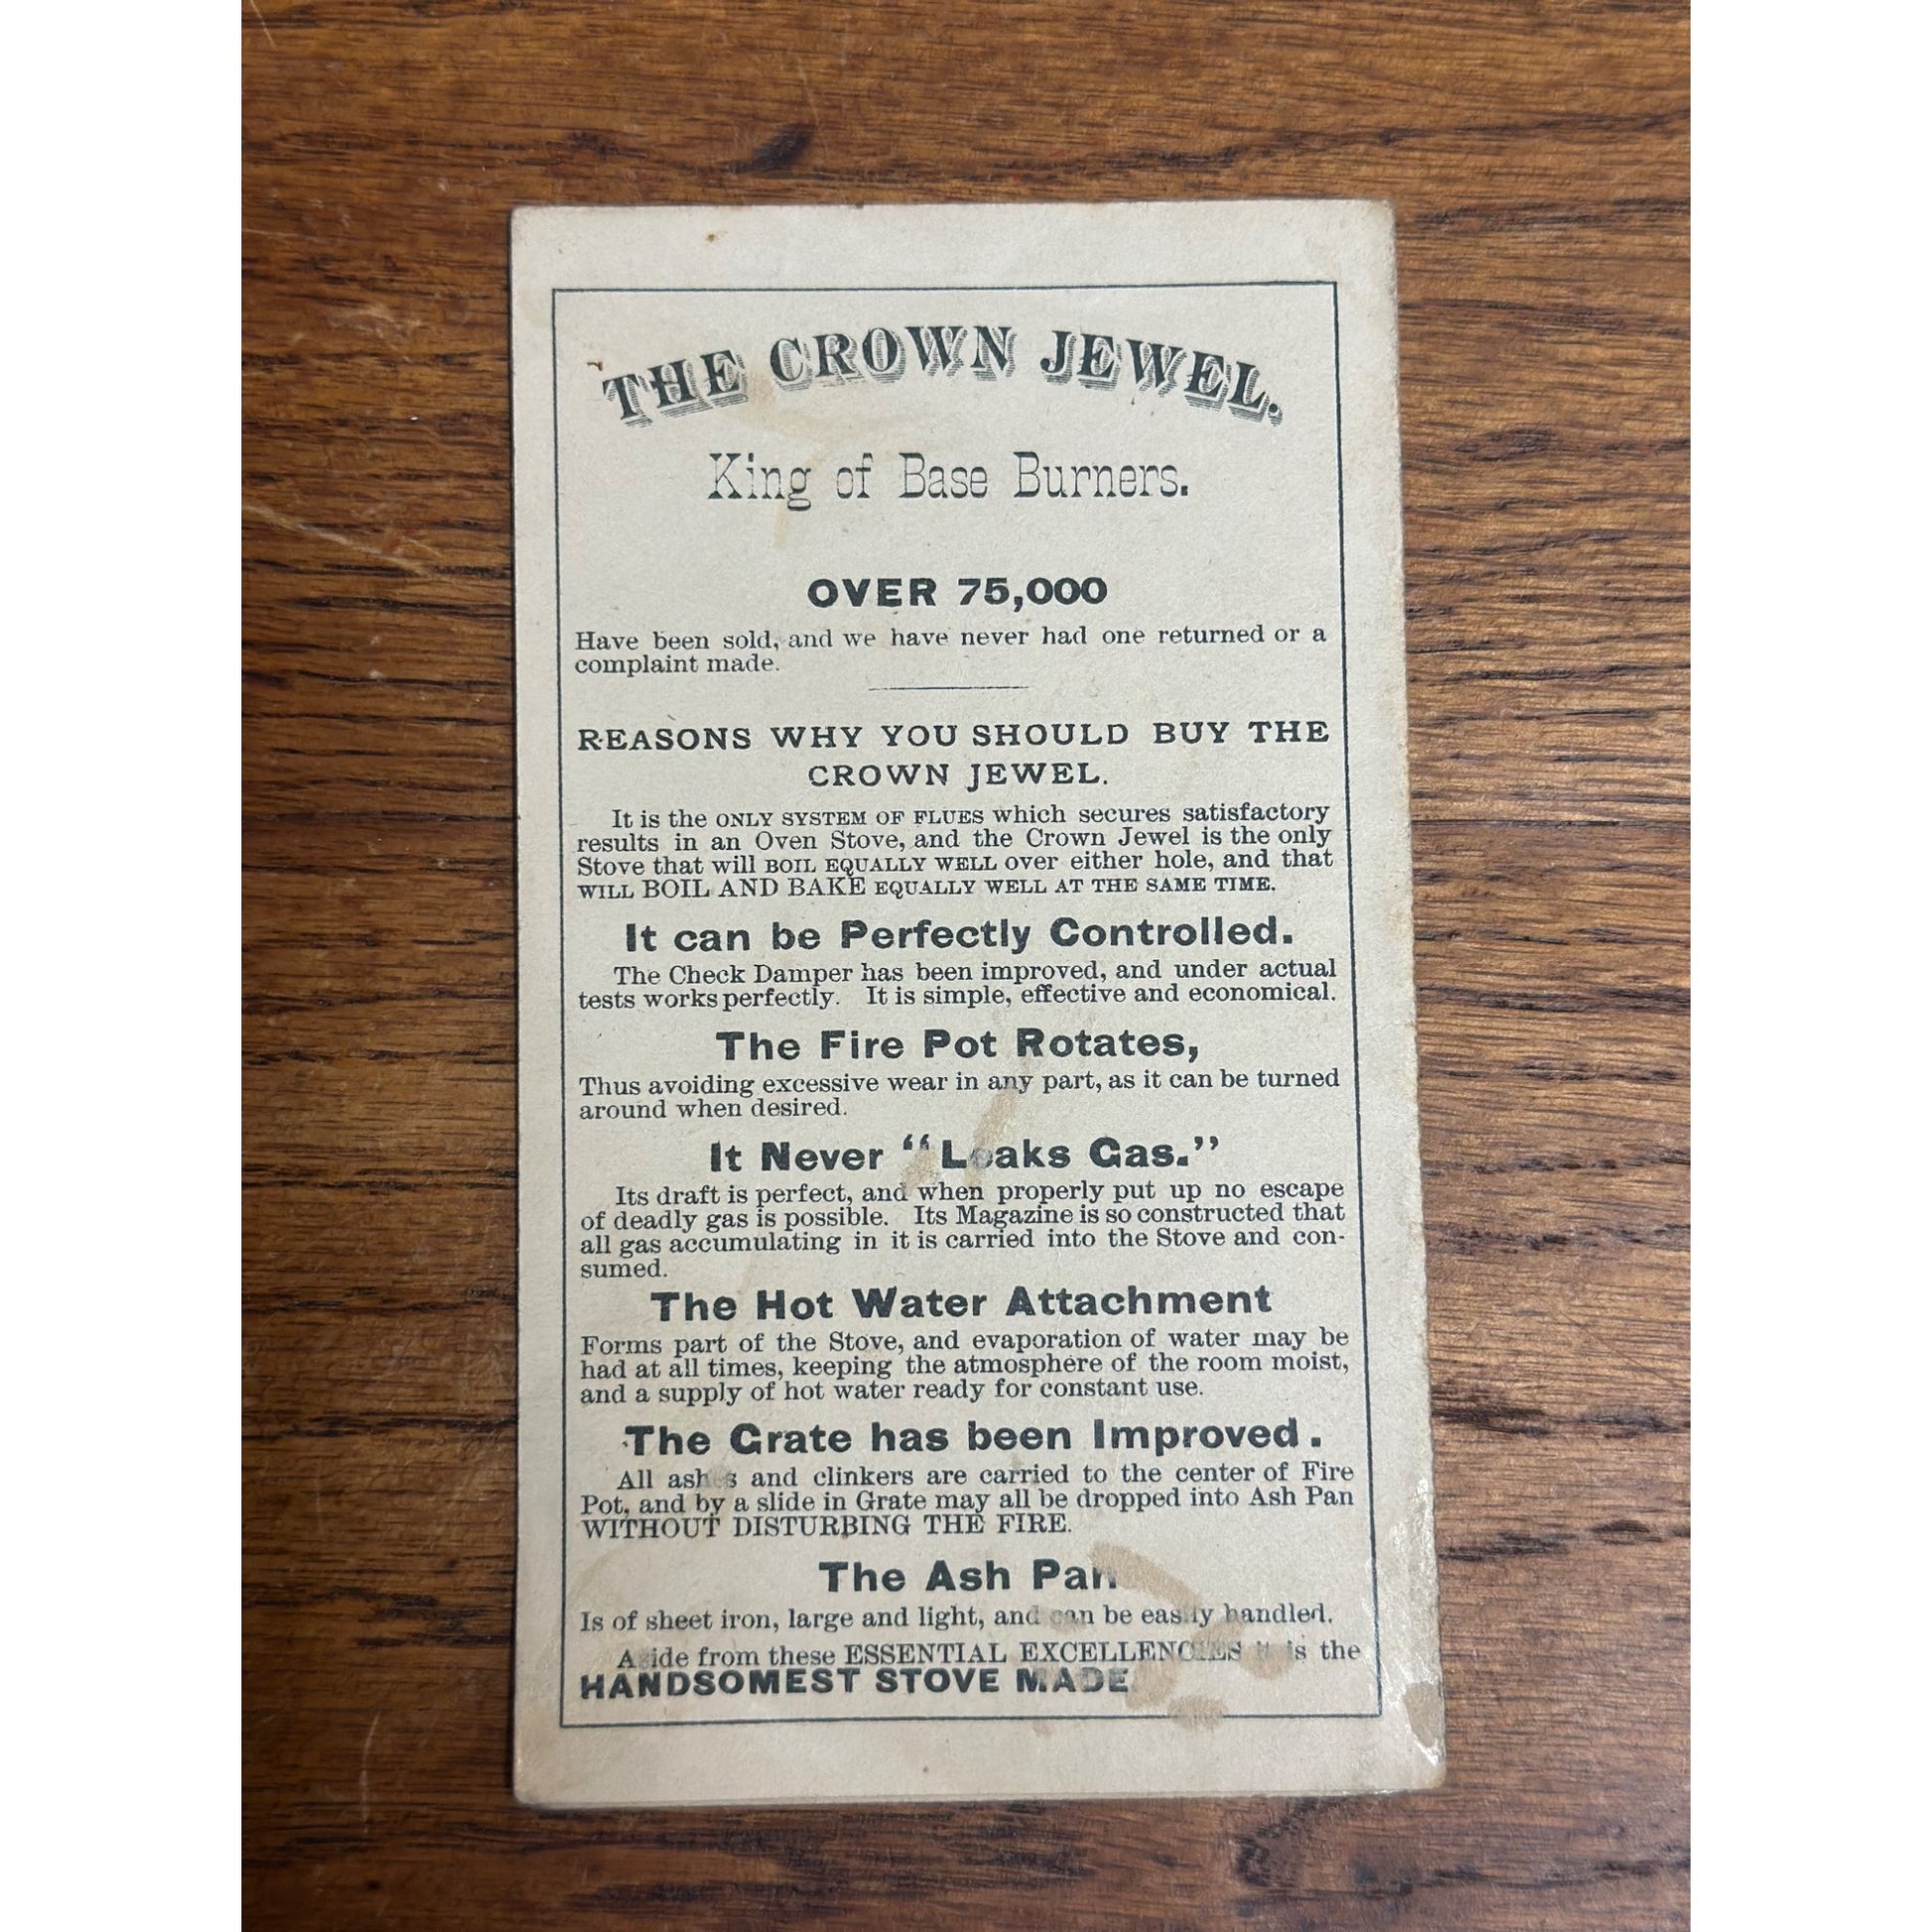 THE CROWN JEWEL.
King of Base Burners.
OVER 75,000
Have been sold, and we have never had one returned or a
complaint made.
REASONS WHY YOU SHOULD BUY THE
CROWN JEWEL.
It is the ONLY SYSTEM OF FLUES which secures satisfactory
results in an Oven Stove, and the Crown Jewel is the only
Stove that will BOIL EQUALLY WELL over either hole, and that
WILL BOIL AND BAKE EQUALLY WELL AT THE SAME TIME.
It can be Perfectly Controlled.
The Check Damper has been improved, and under actual
tests works perfectly. It is simple, effective and economical.
The Fire Pot Rotates,
Thus avoiding excessive wear in any part, as it can be turned
around when desired.
It Never “Leaks Gas.”
Its draft is perfect, and when properly put up no escape
of deadly gas is possible. Its Magazine is so constructed that
all gas accumulating in it is carried into the Stove and con-
sumed.
The Hot Water Attachment
Forms part of the Stove, and evaporation of water may be
had at all times, keeping the atmosphere of the room moist,
and a supply of hot water ready for constant use.
The Grate has been Improved.
All ashes and clinkers are carried to the center of Fire
Pot, and by a slide in Grate may all be dropped into Ash Pan
WITHOUT DISTURBING THE FIRE.
The Ash Pan
Is of sheet iron, large and light, and can be easily handled.
Aside from these ESSENTIAL EXCELLENCIES it is the
HANDSOMEST STOVE MADE